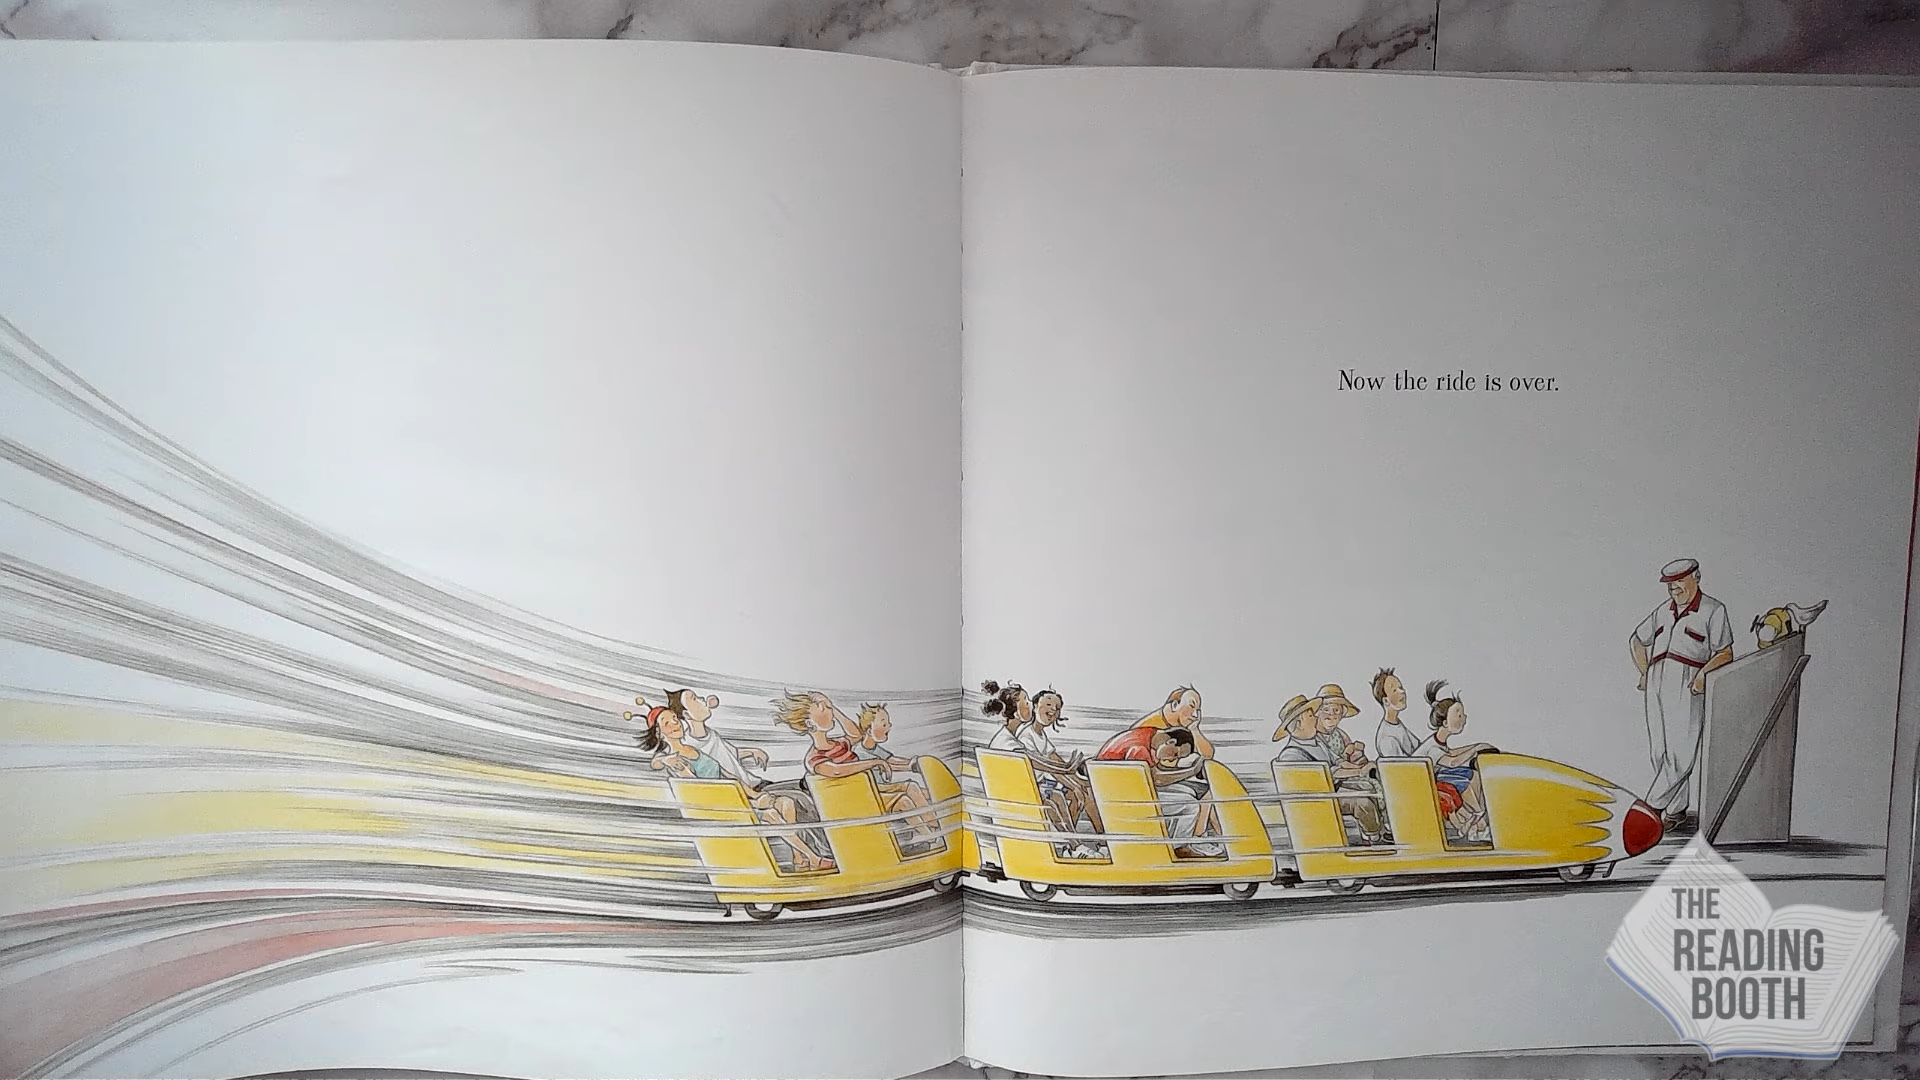 Now the ride is over.
THE
READING
BOOTH